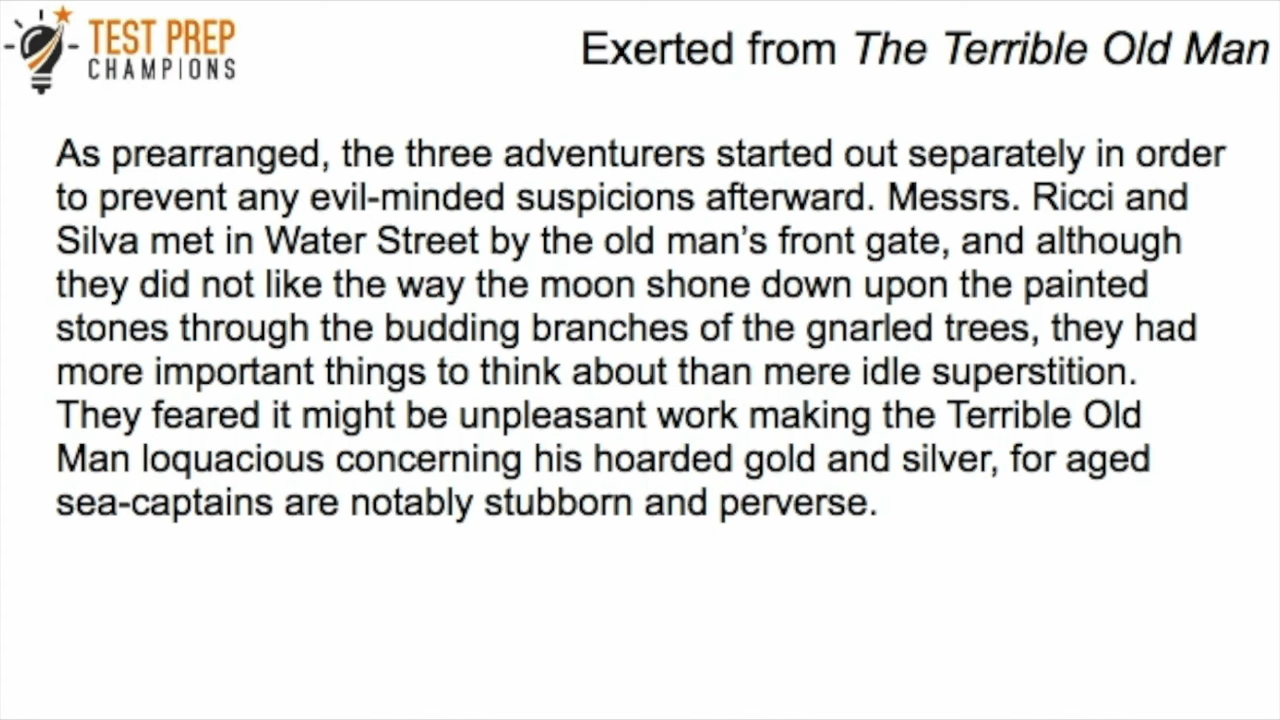 TEST PREP
CHAMPIONS
Exerted from The Terrible Old Man
As prearranged, the three adventurers started out separately in order
to prevent any evil-minded suspicions afterward. Messrs. Ricci and
Silva met in Water Street by the old man’s front gate, and although
they did not like the way the moon shone down upon the painted
stones through the budding branches of the gnarled trees, they had
more important things to think about than mere idle superstition.
They feared it might be unpleasant work making the Terrible Old
Man loquacious concerning his hoarded gold and silver, for aged
sea-captains are notably stubborn and perverse.